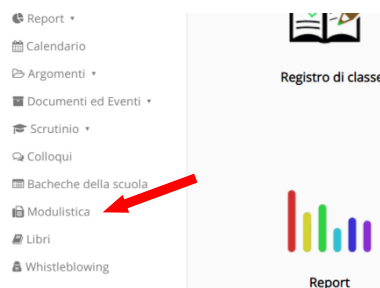 Report
Calendario
Argomenti
Documenti ed Eventi
Scrutinio
Colloqui
Bacheche della scuola
Modulistica
Libri
Whistleblowing
Registro di classe
Report